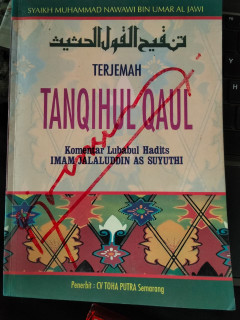 SYAIKH MUHAMMAD NAWAWI BIN UMAR AL JAWI
تنقيح القول الحثيث
TERJEMAH
TANQIHUL QAUL
Komentar Lubabul Hadits
IMAM JALALUDDIN AS SUYUTHI
Penerbit : CV TOHA PUTRA Semarang